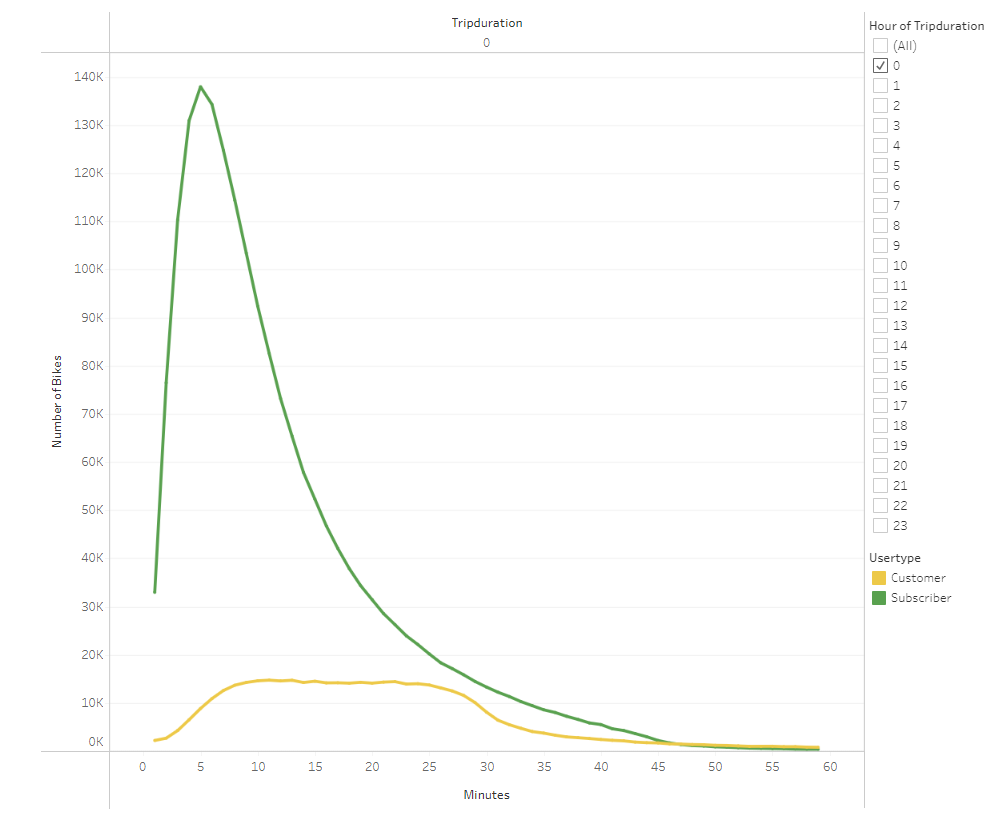 Tripduration
0
140K
130K
120K
110K
100K
90K
80K
70K
60K
50K
40K
30K
20K
10K
0K
Number of Bikes
0 5 10 15 20 25 30 35 40 45 50 55 60
Minutes
Hour of Tripduration
(All)
0
1
2
3
4
5
6
7
8
9
10
11
12
13
14
15
16
17
18
19
20
21
22
23
Usertype
Customer
Subscriber